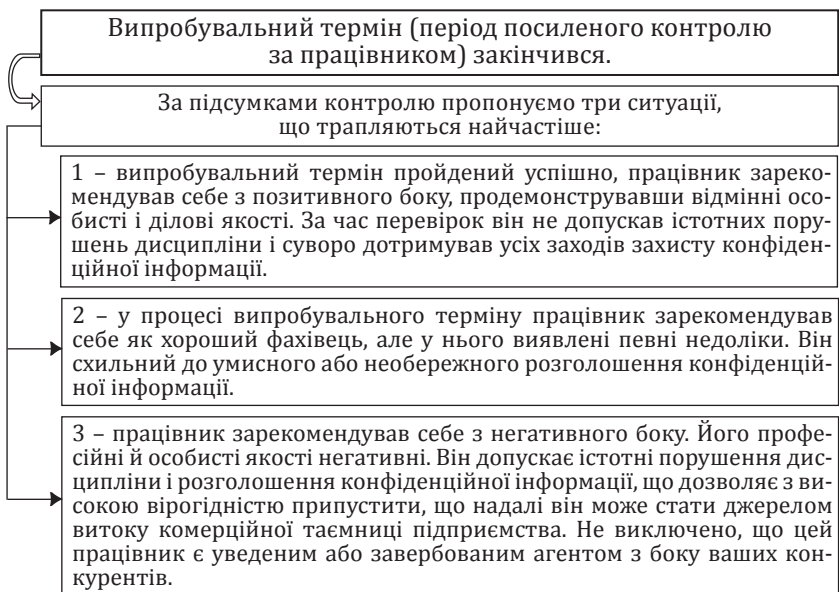 Випробувальний термін (період посиленого контролю
за працівником) закінчився.
За підсумками контролю пропонуємо три ситуації,
що трапляються найчастіше:
1 – випробувальний термін пройдений успішно, працівник зареко-
мендував себе з позитивного боку, продемонструвавши відмінні осо-
бисті і ділові якості. За час перевірок він не допускав істотних пору-
шень дисципліни і суворо дотримував усіх заходів захисту конфіден-
ційної інформації.
2 – у процесі випробувального терміну працівник зарекомендував
себе як хороший фахівець, але у нього виявлені певні недоліки. Він
схильний до умисного або необережного розголошення конфіденцій-
ної інформації.
3 – працівник зарекомендував себе з негативного боку. Його профе-
сійні й особисті якості негативні. Він допускає істотні порушення дис-
ципліни і розголошення конфіденційної інформації, що дозволяє з ви-
сокою вірогідністю припустити, що надалі він може стати джерелом
витоку комерційної таємниці підприємства. Не виключено, що цей
працівник є уведеним або завербованим агентом з боку ваших кон-
курентів.